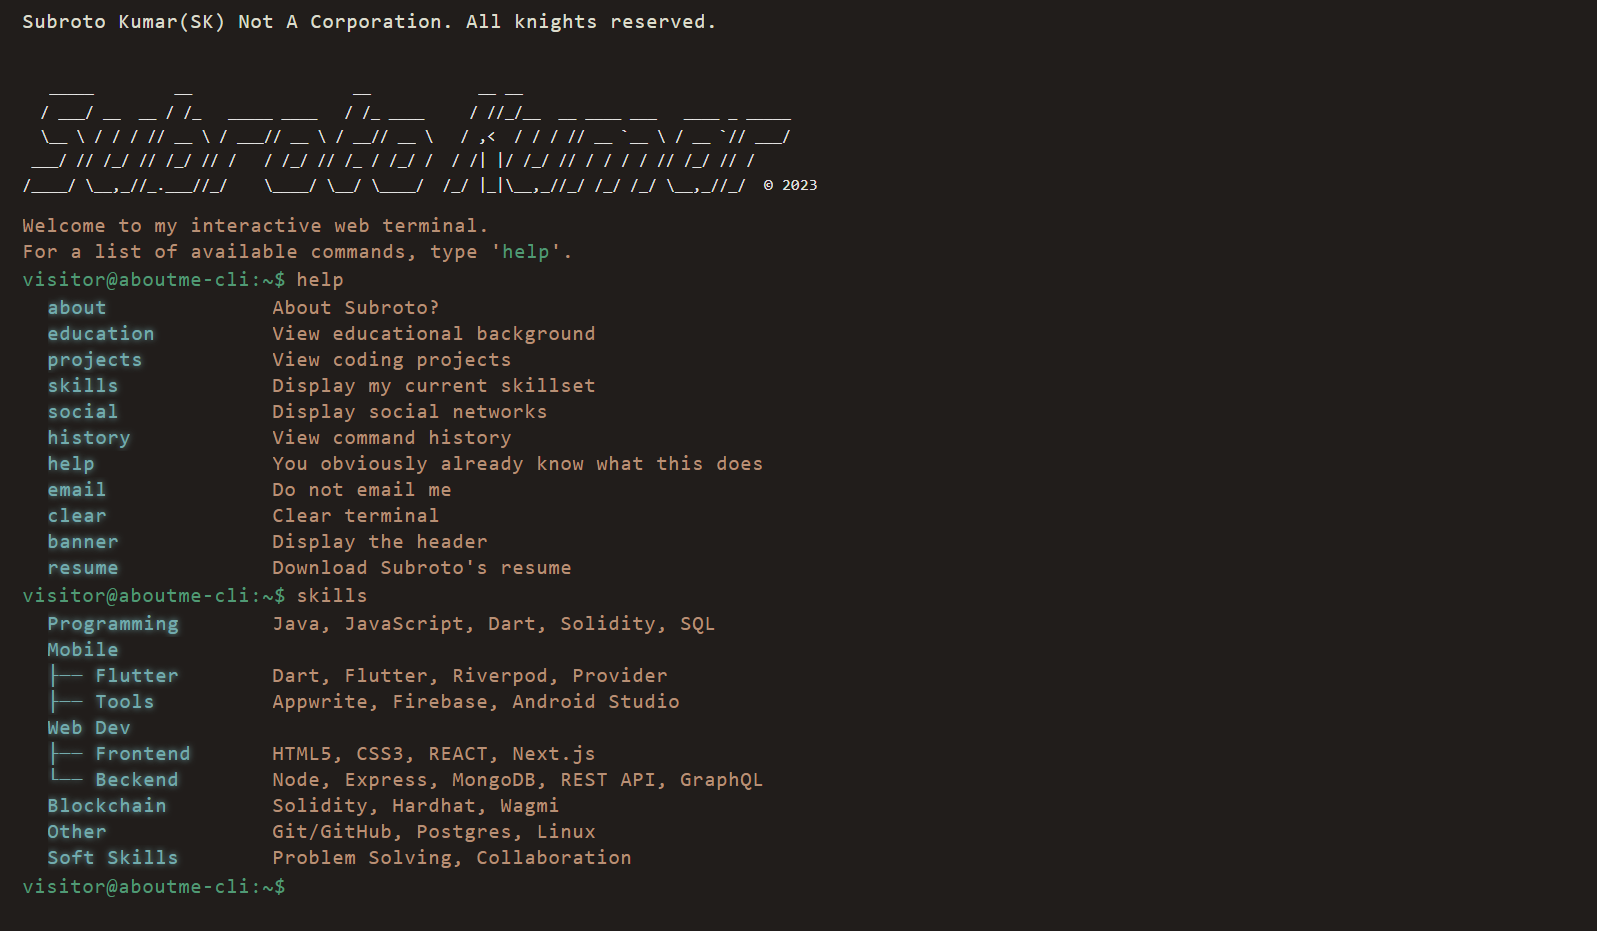 Subroto Kumar(SK) Not A Corporation. All knights reserved.
Subroto Kumar © 2023
Welcome to my interactive web terminal.
For a list of available commands, type 'help'.
visitor@aboutme-cli:~$ help
about About Subroto?
education View educational background
projects View coding projects
skills Display my current skillset
social Display social networks
history View command history
help You obviously already know what this does
email Do not email me
clear Clear terminal
banner Display the header
resume Download Subroto's resume
visitor@aboutme-cli:~$ skills
Programming Java, JavaScript, Dart, Solidity, SQL
Mobile
├── Flutter Dart, Flutter, Riverpod, Provider
├── Tools Appwrite, Firebase, Android Studio
Web Dev
├── Frontend HTML5, CSS3, REACT, Next.js
└── Beckend Node, Express, MongoDB, REST API, GraphQL
Blockchain Solidity, Hardhat, Wagmi
Other Git/GitHub, Postgres, Linux
Soft Skills Problem Solving, Collaboration
visitor@aboutme-cli:~$